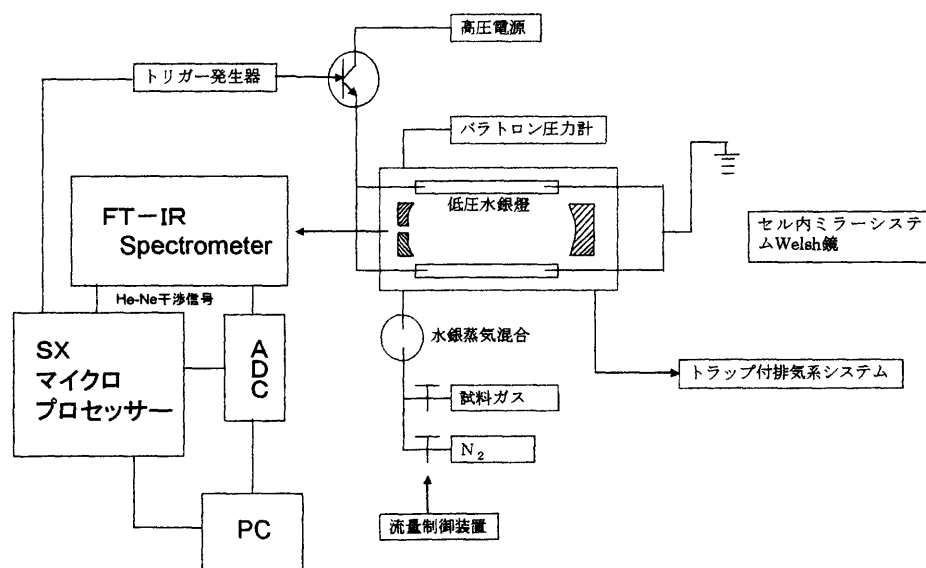 高圧電源
トリガー発生器
バラトロン圧力計
低圧水銀燈
FT-IR
Spectrometer
セル内ミラーシステ
ムWelsh鏡
He-Ne干渉信号
SX
マイクロ
プロセッサー
ADC
水銀蒸気混合
トラップ付排気系システム
試料ガス
N₂
流量制御装置
PC